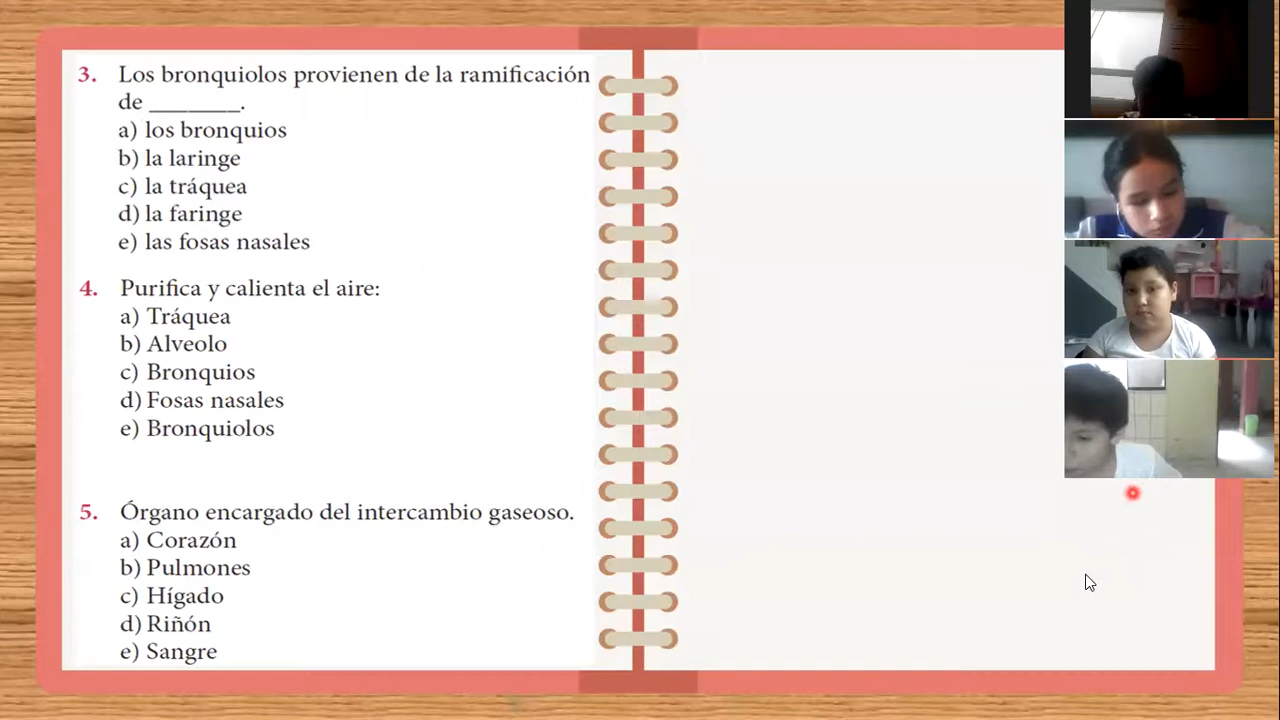 3. Los bronquiolos provienen de la ramificación
de ________.
a) los bronquios
b) la laringe
c) la tráquea
d) la faringe
e) las fosas nasales
4. Purifica y calienta el aire:
a) Tráquea
b) Alveolo
c) Bronquios
d) Fosas nasales
e) Bronquiolos
5. Órgano encargado del intercambio gaseoso.
a) Corazón
b) Pulmones
c) Hígado
d) Riñón
e) Sangre